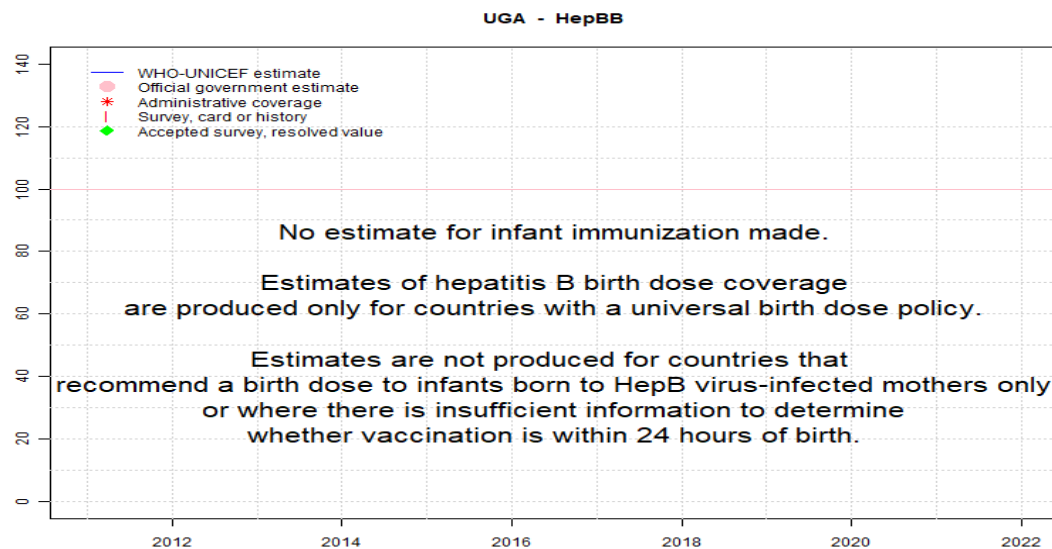 UGA - HepBB
WHO-UNICEF estimate
Official government estimate
Administrative coverage
Survey, card or history
Accepted survey, resolved value
140
120
100
80
60
40
20
0
No estimate for infant immunization made.
Estimates of hepatitis B birth dose coverage
are produced only for countries with a universal birth dose policy.
Estimates are not produced for countries that
recommend a birth dose to infants born to HepB virus-infected mothers only
or where there is insufficient information to determine
whether vaccination is within 24 hours of birth.
2012 2014 2016 2018 2020 2022